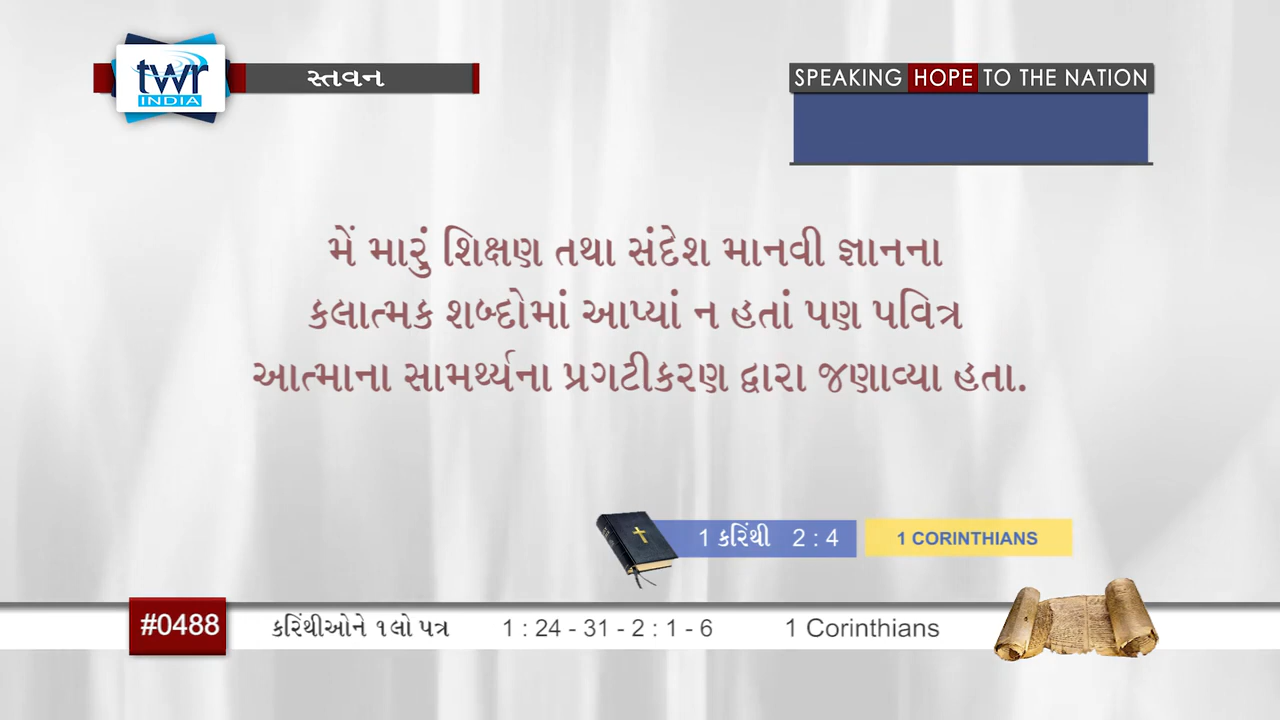 twr
INDIA
સ્તવન
SPEAKING HOPE TO THE NATION
મેં મારું શિક્ષણ તથા સંદેશ માનવી જ્ઞાનના
કલાત્મક શબ્દોમાં આપ્યાં ન હતાં પણ પવિત્ર
આત્માના સામર્થ્યના પ્રગટીકરણ દ્વારા જણાવ્યા હતા.
1 કરિંથી 2 : 4
1 CORINTHIANS
#0488 કરિંથીઓને ૧લો પત્ર 1 : 24 - 31 - 2 : 1 - 6 1 Corinthians